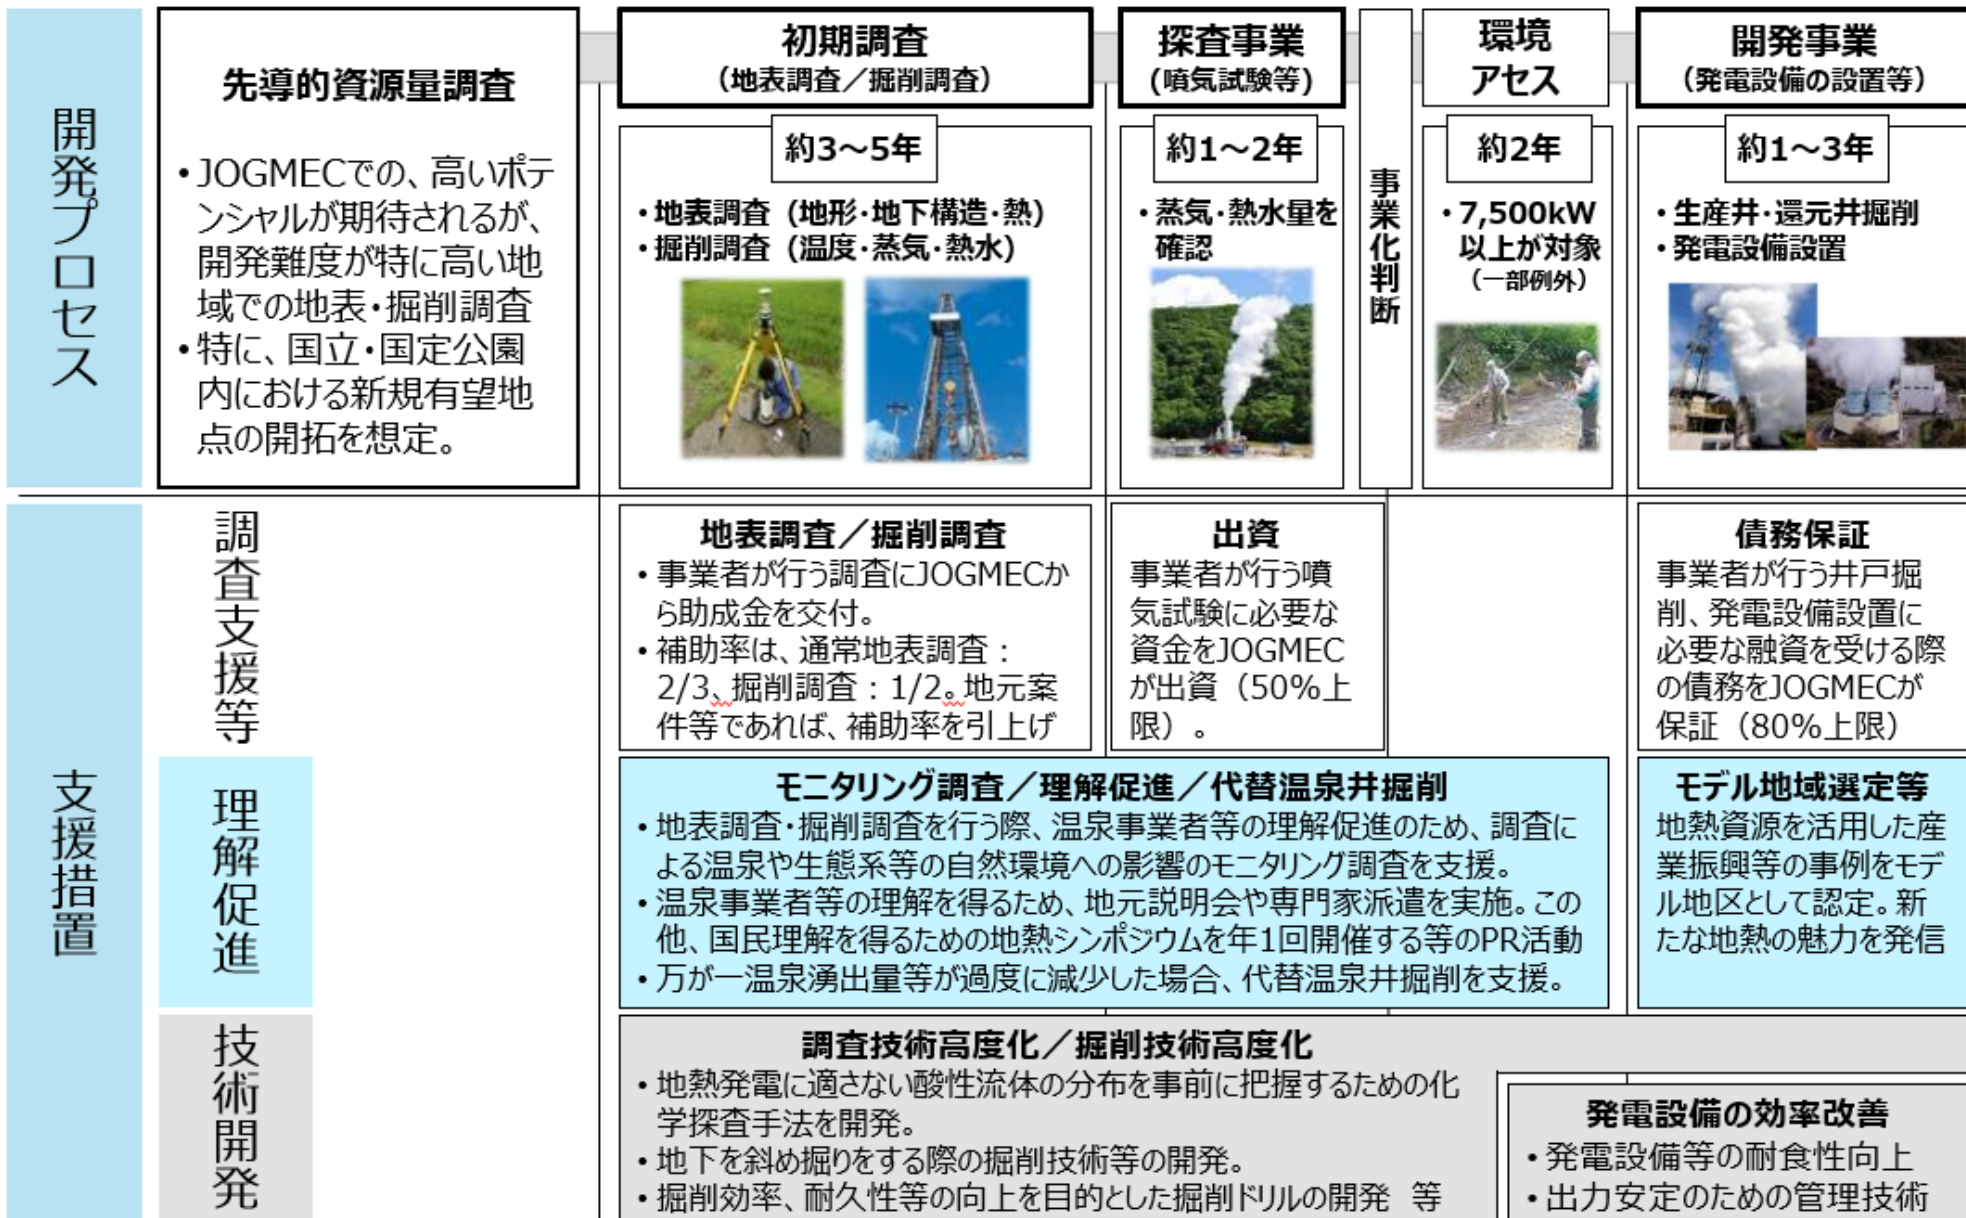 開発プロセス
先導的資源量調査
・JOGMECでの、高いポテ
ンシャルが期待されるが、
開発難度が特に高い地
域での地表・掘削調査
・特に、国立・国定公園
内における新規有望地
点の開拓を想定。
初期調査
（地表調査／掘削調査）
約3～5年
・地表調査（地形・地下構造・熱）
・掘削調査（温度・蒸気・熱水）
探査事業
(噴気試験等)
約1～2年
・蒸気・熱水量を
確認
事業化判断
環境
アセス
約2年
・7,500kW
以上が対象
（一部例外）
開発事業
（発電設備の設置等）
約1～3年
・生産井・還元井掘削
・発電設備設置
支援措置
調査支援等
地表調査／掘削調査
・事業者が行う調査にJOGMECか
ら助成金を交付。
・補助率は、通常地表調査：
2/3、掘削調査：1/2。地元案
件等であれば、補助率を引上げ
出資
事業者が行う噴
気試験に必要な
資金をJOGMEC
が出資（50%上
限）。
債務保証
事業者が行う井戸掘
削、発電設備設置に
必要な融資を受ける際
の債務をJOGMECが
保証（80%上限）
理解促進
モニタリング調査／理解促進／代替温泉井掘削
・地表調査・掘削調査を行う際、温泉事業者等の理解促進のため、調査に
よる温泉や生態系等の自然環境への影響のモニタリング調査を支援。
・温泉事業者等の理解を得るため、地元説明会や専門家派遣を実施。この
他、国民理解を得るための地熱シンポジウムを年1回開催する等のPR活動
・万が一温泉湧出量等が過度に減少した場合、代替温泉井掘削を支援。
モデル地域選定等
地熱資源を活用した産
業振興等の事例をモデ
ル地区として認定。新
たな地熱の魅力を発信
技術開発
調査技術高度化／掘削技術高度化
・地熱発電に適さない酸性流体の分布を事前に把握するための化
学探査手法を開発。
・地下を斜め掘りをする際の掘削技術等の開発。
・掘削効率、耐久性等の向上を目的とした掘削ドリルの開発　等
発電設備の効率改善
・発電設備等の耐食性向上
・出力安定のための管理技術